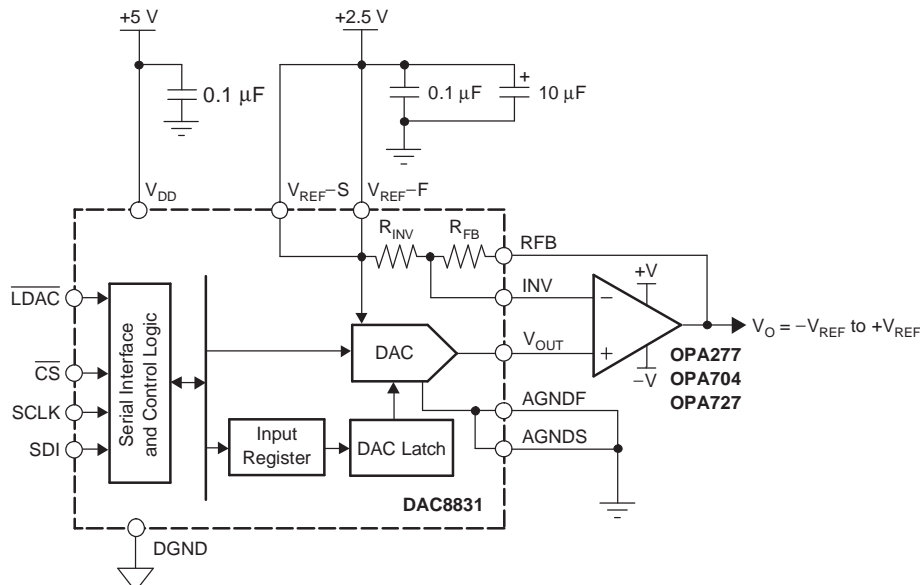 +5 V
+2.5 V
0.1 μF
+
0.1 μF
10 μF
V_DD
V_REF−S
V_REF−F
R_INV
R_FB
RFB
INV
LDAC
CS
SCLK
SDI
Serial Interface
and Control Logic
DAC
V_OUT
+V
−
+
−V
V_O = −V_REF to +V_REF
OPA277
OPA704
OPA727
Input
Register
DAC Latch
AGNDF
AGNDS
DAC8831
DGND